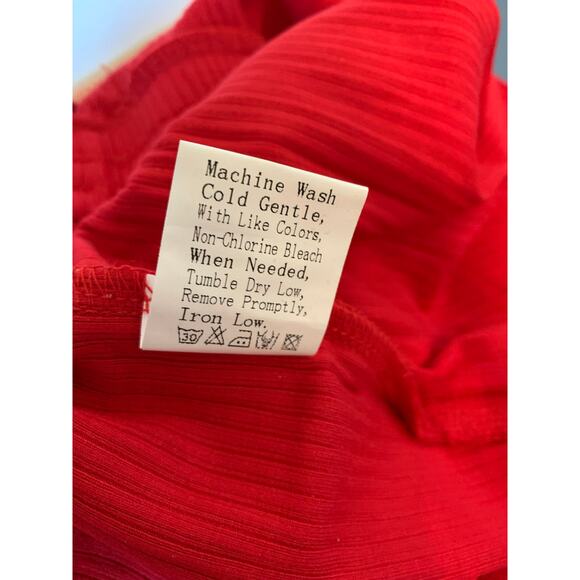 Machine Wash
Cold Gentle,
With Like Colors,
Non-Chlorine Bleach
When Needed,
Tumble Dry Low,
Remove Promptly,
Iron Low.
30